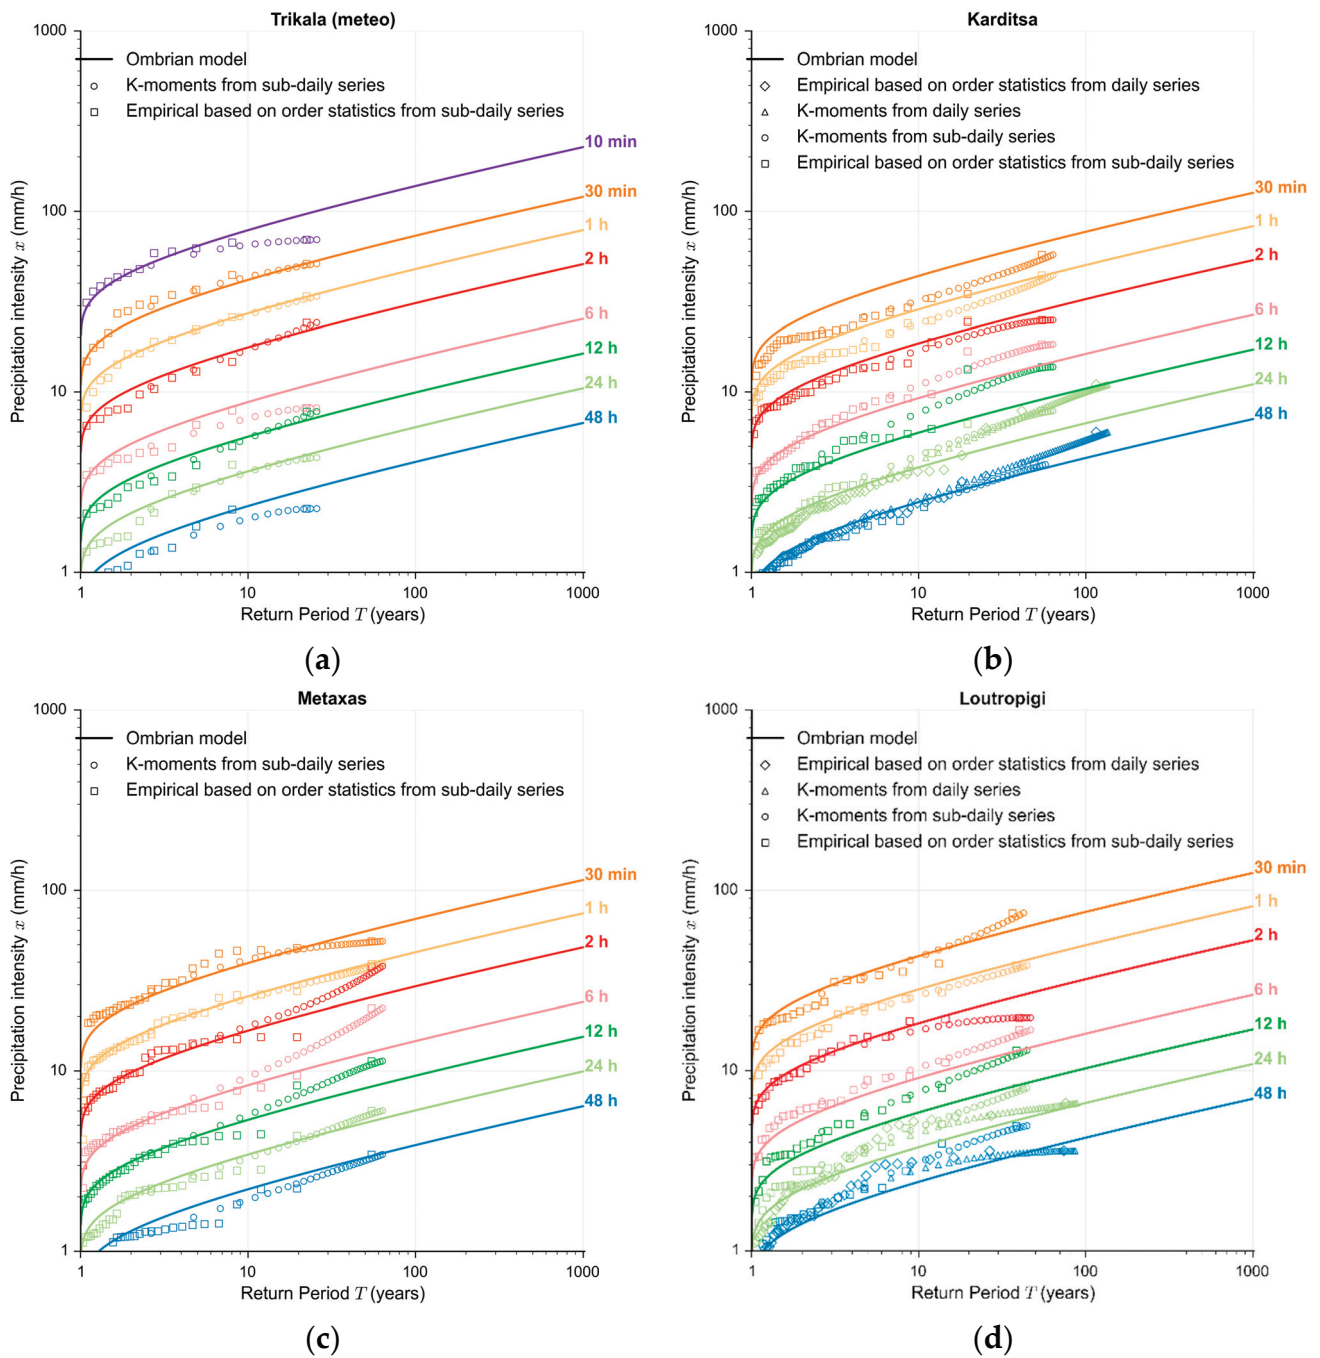 Trikala (meteo)
1000
100
10
1
Precipitation intensity x (mm/h)
Ombrian model
K-moments from sub-daily series
Empirical based on order statistics from sub-daily series
10 min
30 min
1 h
2 h
6 h
12 h
24 h
48 h
1 10 100 1000
Return Period T (years)
(a)
Karditsa
1000
100
10
1
Precipitation intensity x (mm/h)
Ombrian model
Empirical based on order statistics from daily series
K-moments from daily series
K-moments from sub-daily series
Empirical based on order statistics from sub-daily series
30 min
1 h
2 h
6 h
12 h
24 h
48 h
1 10 100 1000
Return Period T (years)
(b)
Metaxas
1000
100
10
1
Precipitation intensity x (mm/h)
Ombrian model
K-moments from sub-daily series
Empirical based on order statistics from sub-daily series
30 min
1 h
2 h
6 h
12 h
24 h
48 h
1 10 100 1000
Return Period T (years)
(c)
Loutropigi
1000
100
10
1
Precipitation intensity x (mm/h)
Ombrian model
Empirical based on order statistics from daily series
K-moments from daily series
K-moments from sub-daily series
Empirical based on order statistics from sub-daily series
30 min
1 h
2 h
6 h
12 h
24 h
48 h
1 10 100 1000
Return Period T (years)
(d)